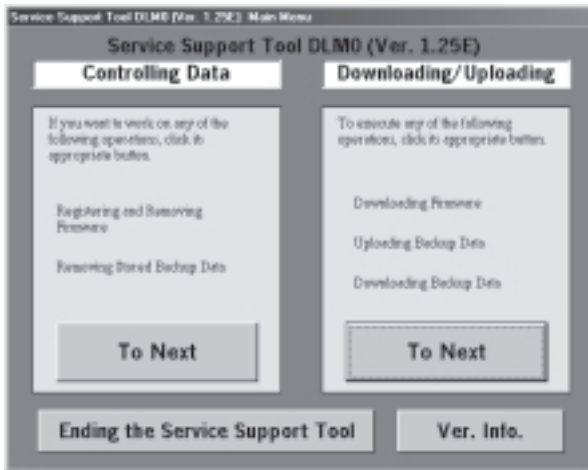 Service Support Tool DLM0 (Ver. 1.25E) Main Menu
Service Support Tool DLM0 (Ver. 1.25E)
Controlling Data
If you want to work on any of the
following operations, click its
appropriate button.
Registering and Removing
Firmware
Removing Stored Backup Data
To Next
Downloading/Uploading
To execute any of the following
operations, click its appropriate button.
Downloading Firmware
Uploading Backup Data
Downloading Backup Data
To Next
Ending the Service Support Tool
Ver. Info.